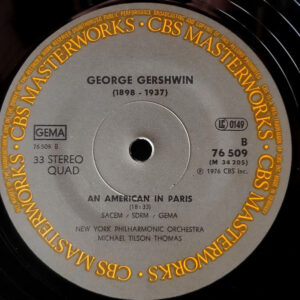 CBS MASTERWORKS · CBS MASTERWORKS · CBS MASTERWORKS · CBS MASTERWORKS ·
GEORGE GERSHWIN
(1898 - 1937)
GEMA
LC 0149
76 509 B
B
33 STEREO
76 509
QUAD
(M 34 205)
℗ 1976 CBS Inc.
AN AMERICAN IN PARIS
(18:33)
SACEM / SDRM / GEMA
NEW YORK PHILHARMONIC ORCHESTRA
MICHAEL TILSON THOMAS